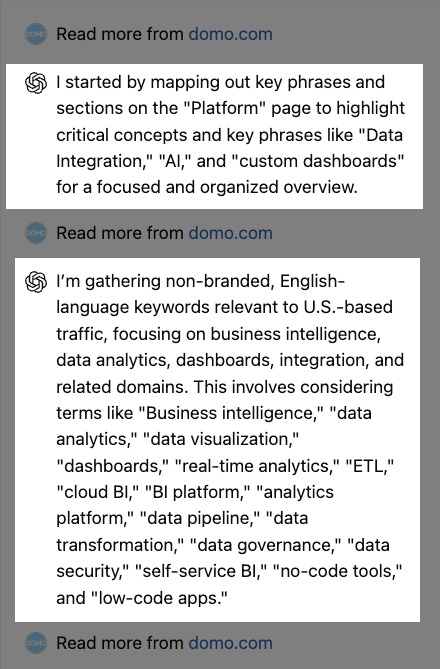 DOMO Read more from domo.com
I started by mapping out key phrases and
sections on the "Platform" page to highlight
critical concepts and key phrases like "Data
Integration," "AI," and "custom dashboards"
for a focused and organized overview.
DOMO Read more from domo.com
I’m gathering non-branded, English-
language keywords relevant to U.S.-based
traffic, focusing on business intelligence,
data analytics, dashboards, integration, and
related domains. This involves considering
terms like "Business intelligence," "data
analytics," "data visualization,"
"dashboards," "real-time analytics," "ETL,"
"cloud BI," "BI platform," "analytics
platform," "data pipeline," "data
transformation," "data governance," "data
security," "self-service BI," "no-code tools,"
and "low-code apps."
DOMO Read more from domo.com